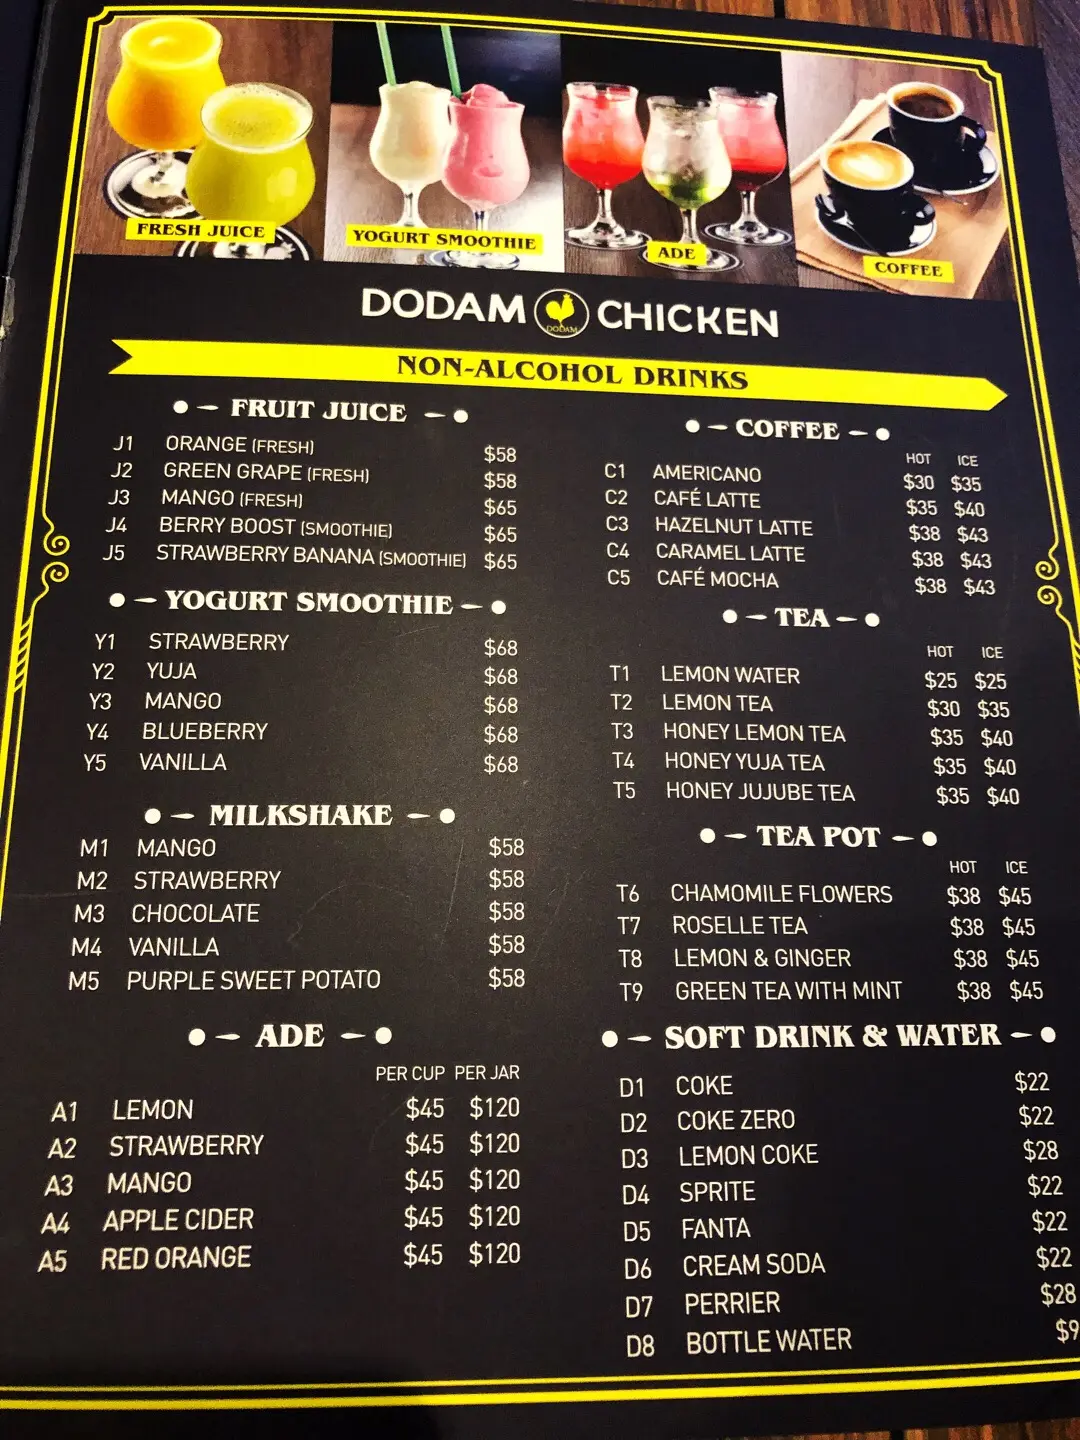 FRESH JUICE
YOGURT SMOOTHIE
ADE
COFFEE
DODAM DODAM CHICKEN
NON-ALCOHOL DRINKS
FRUIT JUICE
J1 ORANGE (FRESH) $58
J2 GREEN GRAPE (FRESH) $58
J3 MANGO (FRESH) $65
J4 BERRY BOOST (SMOOTHIE) $65
J5 STRAWBERRY BANANA (SMOOTHIE) $65
YOGURT SMOOTHIE
Y1 STRAWBERRY $68
Y2 YUJA $68
Y3 MANGO $68
Y4 BLUEBERRY $68
Y5 VANILLA $68
MILKSHAKE
M1 MANGO $58
M2 STRAWBERRY $58
M3 CHOCOLATE $58
M4 VANILLA $58
M5 PURPLE SWEET POTATO $58
ADE
PER CUP PER JAR
A1 LEMON $45 $120
A2 STRAWBERRY $45 $120
A3 MANGO $45 $120
A4 APPLE CIDER $45 $120
A5 RED ORANGE $45 $120
COFFEE
HOT ICE
C1 AMERICANO $30 $35
C2 CAFÉ LATTE $35 $40
C3 HAZELNUT LATTE $38 $43
C4 CARAMEL LATTE $38 $43
C5 CAFÉ MOCHA $38 $43
TEA
HOT ICE
T1 LEMON WATER $25 $25
T2 LEMON TEA $30 $35
T3 HONEY LEMON TEA $35 $40
T4 HONEY YUJA TEA $35 $40
T5 HONEY JUJUBE TEA $35 $40
TEA POT
HOT ICE
T6 CHAMOMILE FLOWERS $38 $45
T7 ROSELLE TEA $38 $45
T8 LEMON & GINGER $38 $45
T9 GREEN TEA WITH MINT $38 $45
SOFT DRINK & WATER
D1 COKE $22
D2 COKE ZERO $22
D3 LEMON COKE $28
D4 SPRITE $22
D5 FANTA $22
D6 CREAM SODA $22
D7 PERRIER $28
D8 BOTTLE WATER $9